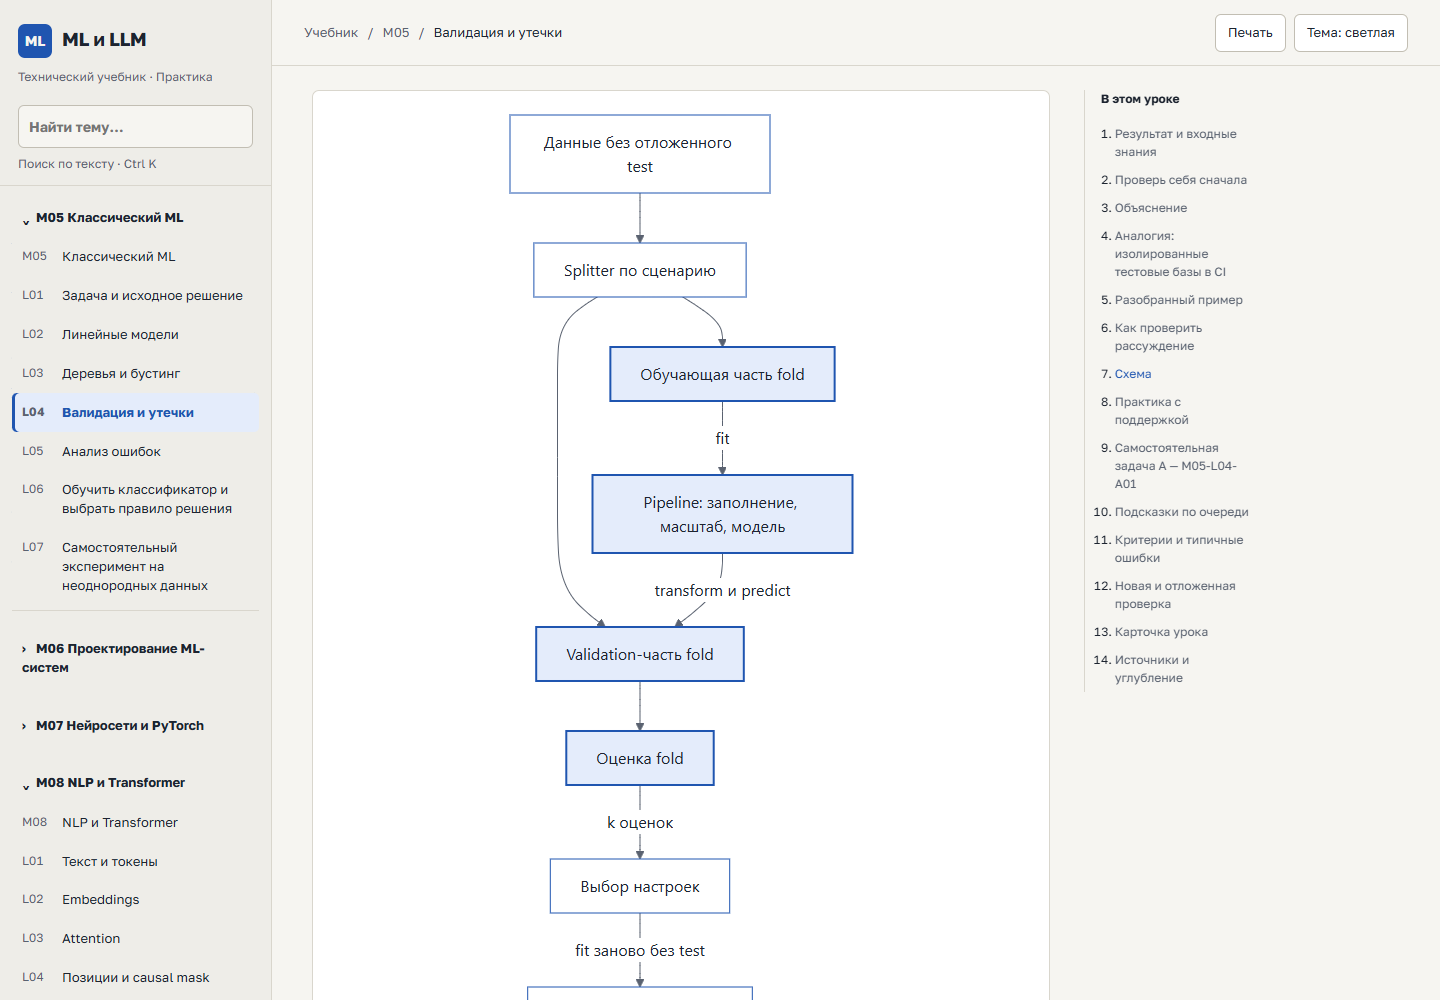 ML
ML и LLM
Технический учебник · Практика
Найти тему...
Поиск по тексту · Ctrl K
M05 Классический ML
M05 Классический ML
L01 Задача и исходное решение
L02 Линейные модели
L03 Деревья и бустинг
L04 Валидация и утечки
L05 Анализ ошибок
L06 Обучить классификатор и
выбрать правило решения
L07 Самостоятельный
эксперимент на
неоднородных данных
› M06 Проектирование ML-
систем
› M07 Нейросети и PyTorch
M08 NLP и Transformer
M08 NLP и Transformer
L01 Текст и токены
L02 Embeddings
L03 Attention
L04 Позиции и causal mask
Учебник / M05 / Валидация и утечки
Печать
Тема: светлая
Данные без отложенного
test
Splitter по сценарию
Обучающая часть fold
fit
Pipeline: заполнение,
масштаб, модель
transform и predict
Validation-часть fold
Оценка fold
k оценок
Выбор настроек
fit заново без test
В этом уроке
1. Результат и входные
знания
2. Проверь себя сначала
3. Объяснение
4. Аналогия:
изолированные
тестовые базы в CI
5. Разобранный пример
6. Как проверить
рассуждение
7. Схема
8. Практика с
поддержкой
9. Самостоятельная
задача A — M05-L04-
A01
10. Подсказки по очереди
11. Критерии и типичные
ошибки
12. Новая и отложенная
проверка
13. Карточка урока
14. Источники и
углубление